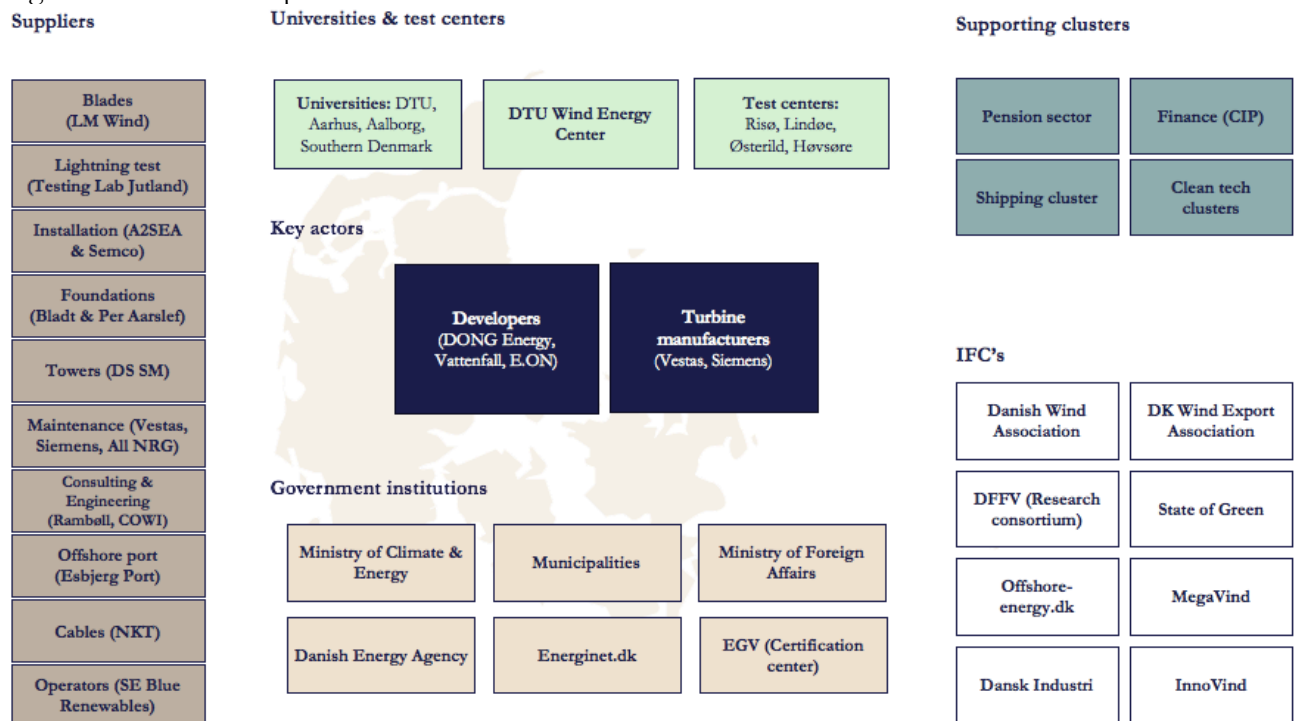 Suppliers
Blades
(LM Wind)
Lightning test
(Testing Lab Jutland)
Installation (A2SEA
& Semco)
Foundations
(Bladt & Per Aarslef)
Towers (DS SM)
Maintenance (Vestas,
Siemens, All NRG)
Consulting &
Engineering
(Rambøll, COWI)
Offshore port
(Esbjerg Port)
Cables (NKT)
Operators (SE Blue
Renewables)
Universities & test centers
Universities: DTU,
Aarhus, Aalborg,
Southern Denmark
DTU Wind Energy
Center
Test centers:
Risø, Lindøe,
Østerild, Høvsøre
Key actors
Developers
(DONG Energy,
Vattenfall, E.ON)
Turbine
manufacturers
(Vestas, Siemens)
Government institutions
Ministry of Climate &
Energy
Municipalities
Ministry of Foreign
Affairs
Danish Energy Agency
Energinet.dk
EGV (Certification
center)
Supporting clusters
Pension sector
Finance (CIP)
Shipping cluster
Clean tech
clusters
IFC's
Danish Wind
Association
DK Wind Export
Association
DFFV (Research
consortium)
State of Green
Offshore-
energy.dk
MegaVind
Dansk Industri
InnoVind